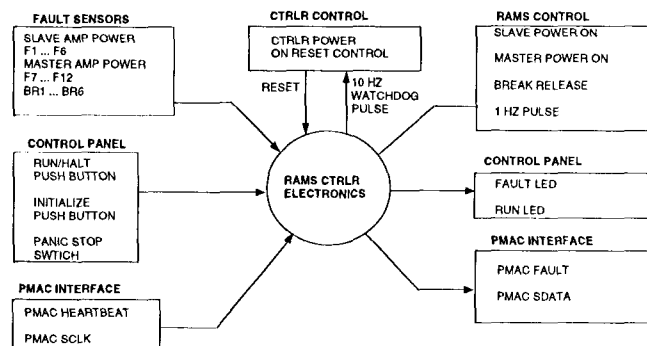 FAULT SENSORS
SLAVE AMP POWER
F1 ... F6
MASTER AMP POWER
F7 ... F12
BR1 ... BR6
CTRLR CONTROL
CTRLR POWER
ON RESET CONTROL
RESET
10 HZ
WATCHDOG
PULSE
RAMS CONTROL
SLAVE POWER ON
MASTER POWER ON
BREAK RELEASE
1 HZ PULSE
CONTROL PANEL
RUN/HALT
PUSH BUTTON
INITIALIZE
PUSH BUTTON
PANIC STOP
SWTICH
RAMS CTRLR
ELECTRONICS
CONTROL PANEL
FAULT LED
RUN LED
PMAC INTERFACE
PMAC HEARTBEAT
PMAC SCLK
PMAC INTERFACE
PMAC FAULT
PMAC SDATA